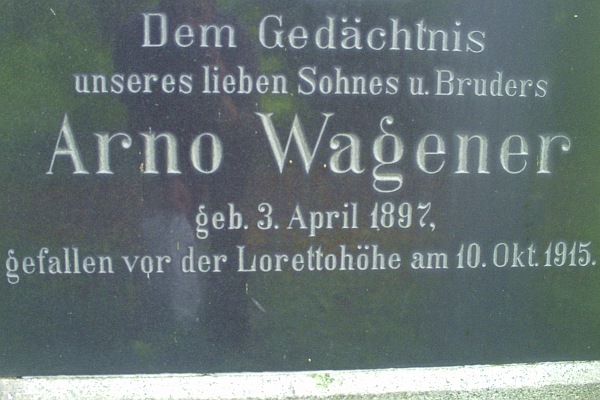 Dem Gedächtnis
unseres lieben Sohnes u. Bruders
Arno Wagener
geb. 3. April 1897,
gefallen vor der Lorettohöhe am 10. Okt. 1915.